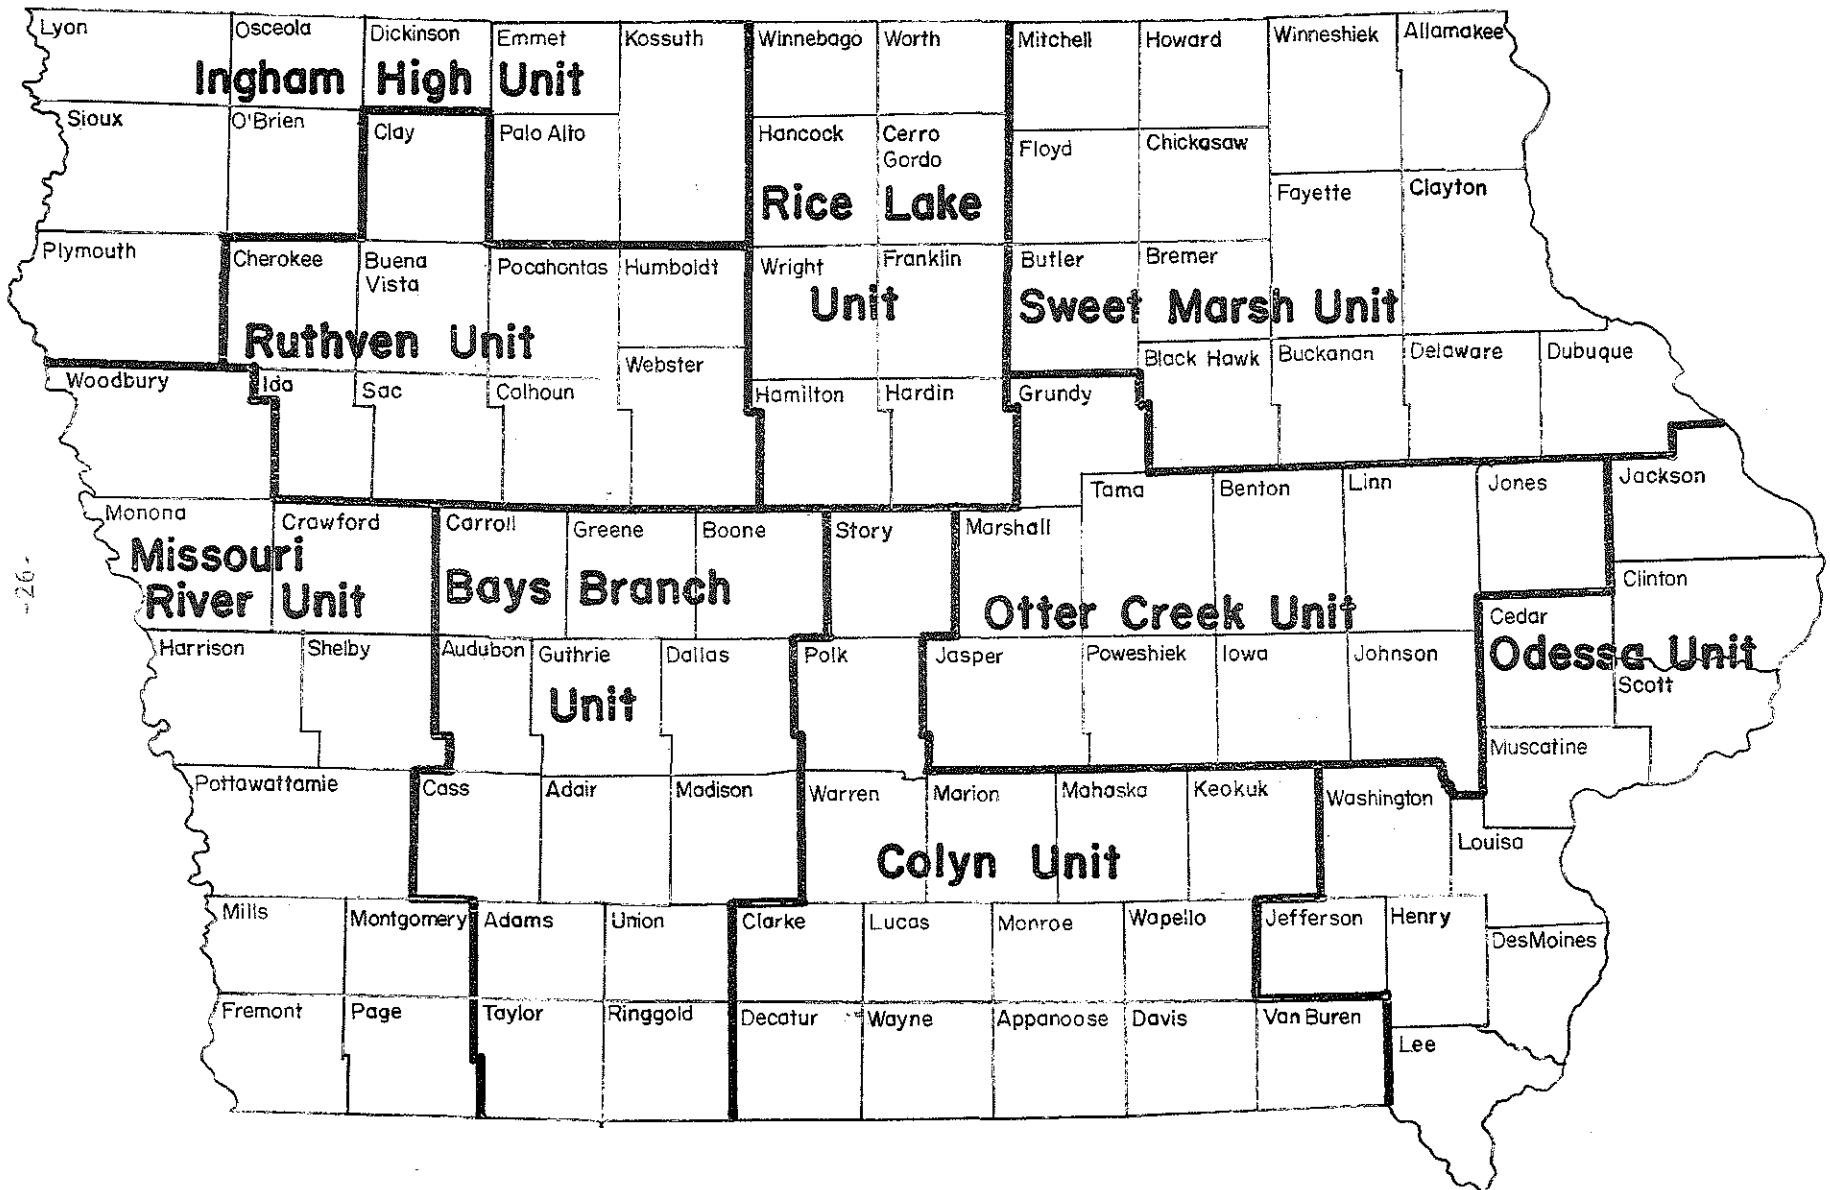 Lyon
Osceola
Dickinson
Emmet
Kossuth
Winnebago
Worth
Mitchell
Howard
Winneshiek
Allamakee
Ingham High Unit
Sioux
O'Brien
Clay
Palo Alto
Hancock
Cerro
Gordo
Floyd
Chickasaw
Fayette
Clayton
Rice Lake
Unit
Plymouth
Cherokee
Buena
Vista
Pocahontas
Humboldt
Wright
Franklin
Butler
Bremer
Sweet Marsh Unit
Ruthven Unit
Webster
Black Hawk
Buckanan
Delaware
Dubuque
Woodbury
Ida
Sac
Calhoun
Hamilton
Hardin
Grundy
Tama
Benton
Linn
Jones
Jackson
Monona
Crawford
Carroll
Greene
Boone
Story
Marshall
Missouri
River Unit
Bays Branch
Unit
Otter Creek Unit
Clinton
Cedar
Odessa Unit
-26-
Harrison
Shelby
Audubon
Guthrie
Dallas
Polk
Jasper
Poweshiek
Iowa
Johnson
Scott
Muscatine
Pottawattamie
Cass
Adair
Madison
Warren
Marion
Mahaska
Keokuk
Washington
Louisa
Colyn Unit
Mills
Montgomery
Adams
Union
Clarke
Lucas
Monroe
Wapello
Jefferson
Henry
DesMoines
Fremont
Page
Taylor
Ringgold
Decatur
Wayne
Appanoose
Davis
Van Buren
Lee